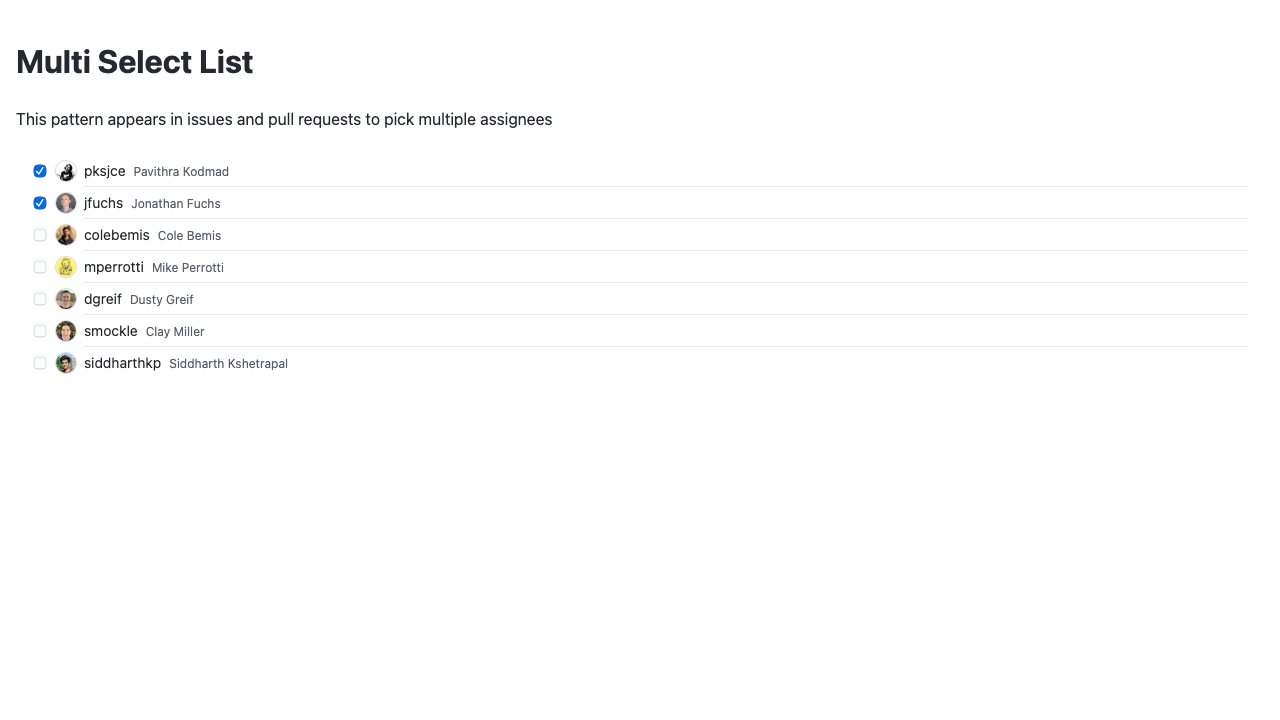 Multi Select List
This pattern appears in issues and pull requests to pick multiple assignees
pksjce Pavithra Kodmad
jfuchs Jonathan Fuchs
colebemis Cole Bemis
mperrotti Mike Perrotti
dgreif Dusty Greif
smockle Clay Miller
siddharthkp Siddharth Kshetrapal